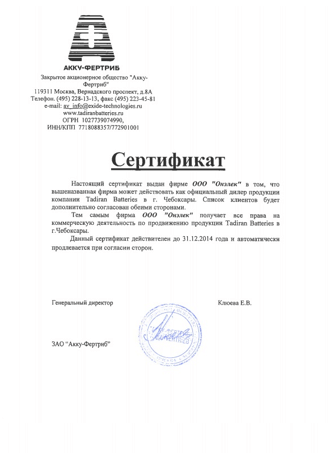 АККУ-ФЕРТРИБ
Закрытое акционерное общество "Акку-
Фертриб"
119311 Москва, Вернадского проспект, д.8А
Телефон. (495) 228-13-13, факс (495) 223-45-81
e-mail: av_info@exide-technologies.ru
www.tadiranbatteries.ru
ОГРН 1027739074990,
ИНН/КПП 7718088357/772901001
Сертификат
Настоящий сертификат выдан фирме ООО "Онэлек" в том, что
вышеназванная фирма может действовать как официальный дилер продукции
компании Tadiran Batteries в г. Чебоксары. Список клиентов будет
дополнительно согласован обеими сторонами.
Тем самым фирма ООО "Онэлек" получает все права на
коммерческую деятельность по продвижению продукции Tadiran Batteries в
г.Чебоксары.
Данный сертификат действителен до 31.12.2014 года и автоматически
продлевается при согласии сторон.
Генеральный директор Клюева Е.В.
ЗАО "Акку-Фертриб"